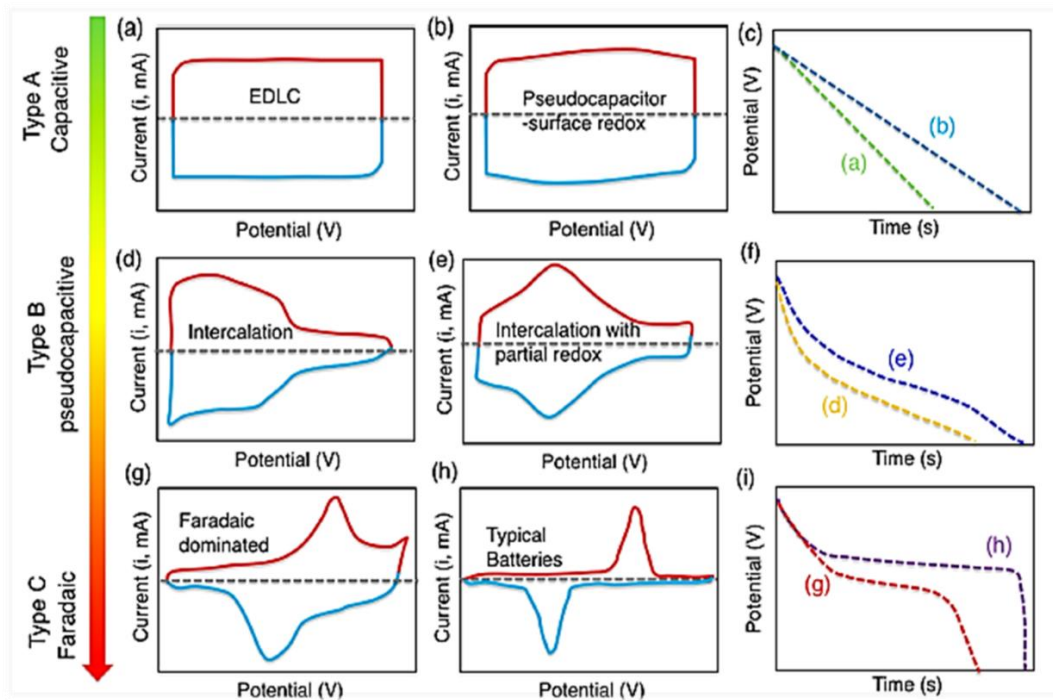 Type A
Capacitive
(a)
Current (i, mA)
EDLC
Potential (V)
(b)
Current (i, mA)
Pseudocapacitor
-surface redox
Potential (V)
(c)
Potential (V)
(b)
(a)
Time (s)
Type B
pseudocapacitive
(d)
Current (i, mA)
Intercalation
Potential (V)
(e)
Current (i, mA)
Intercalation with
partial redox
Potential (V)
(f)
Potential (V)
(e)
(d)
Time (s)
Type C
Faradaic
(g)
Current (i, mA)
Faradaic
dominated
Potential (V)
(h)
Current (i, mA)
Typical
Batteries
Potential (V)
(i)
Potential (V)
(h)
(g)
Time (s)